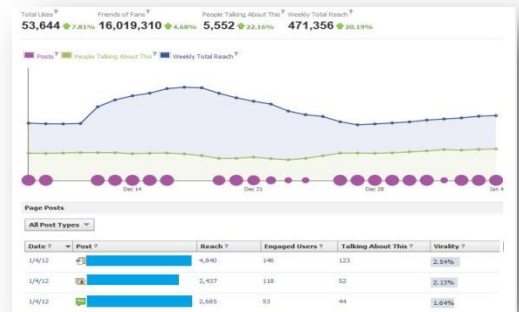 Total Likes ? Friends of Fans ? People Talking About This ? Weekly Total Reach ?
53,644 7.81% 16,019,310 4.68% 5,552 22.16% 471,356 20.19%
Posts ? People Talking About This ? Weekly Total Reach ?
Dec 14 Dec 21 Dec 28 Jan 4
Page Posts
All Post Types
Date ? Post ? Reach ? Engaged Users ? Talking About This ? Virality ?
1/4/12 4,840 146 123 2.54%
1/4/12 2,437 118 52 2.13%
1/4/12 2,685 53 44 1.64%